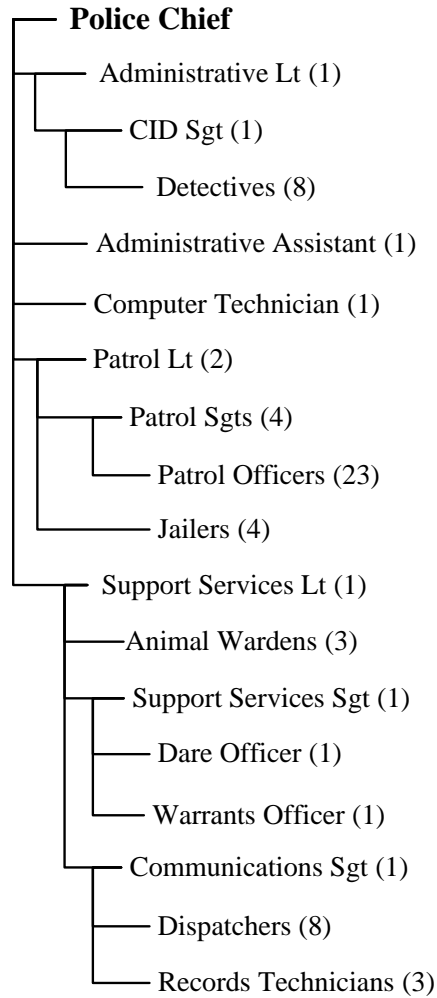 Police Chief
Administrative Lt (1)
CID Sgt (1)
Detectives (8)
Administrative Assistant (1)
Computer Technician (1)
Patrol Lt (2)
Patrol Sgts (4)
Patrol Officers (23)
Jailers (4)
Support Services Lt (1)
Animal Wardens (3)
Support Services Sgt (1)
Dare Officer (1)
Warrants Officer (1)
Communications Sgt (1)
Dispatchers (8)
Records Technicians (3)